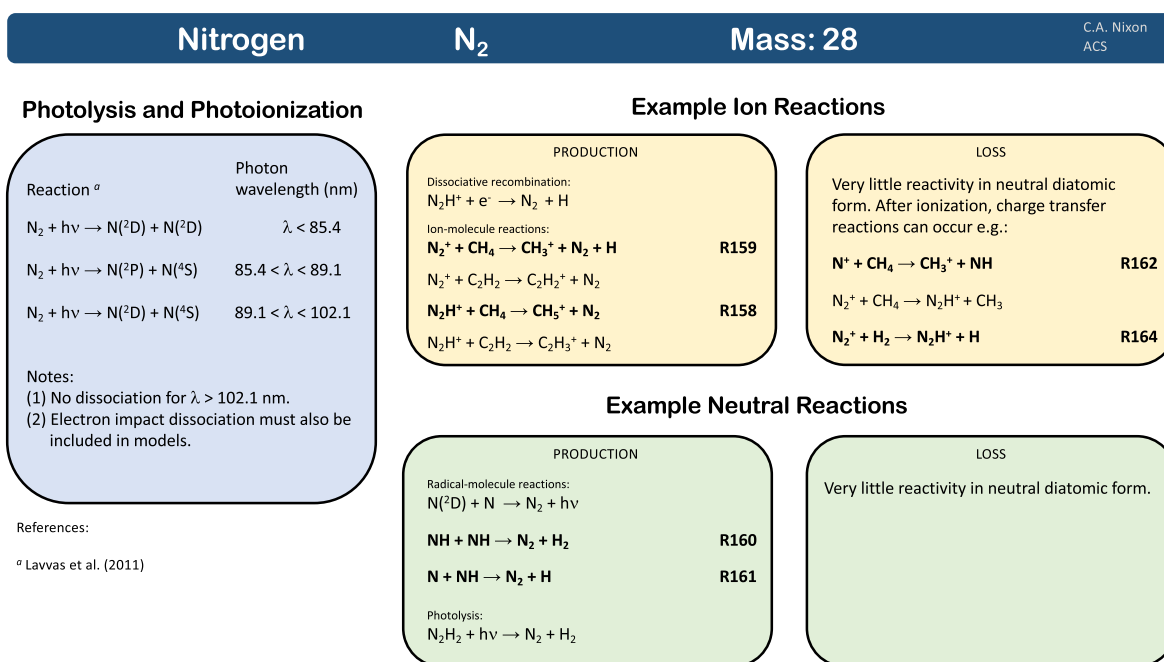 Nitrogen N₂ Mass: 28
C.A. Nixon
ACS
Photolysis and Photoionization
Reaction ᵃ
Photon
wavelength (nm)
N₂ + hν → N(²D) + N(²D) λ < 85.4
N₂ + hν → N(²P) + N(⁴S) 85.4 < λ < 89.1
N₂ + hν → N(²D) + N(⁴S) 89.1 < λ < 102.1
Notes:
(1) No dissociation for λ > 102.1 nm.
(2) Electron impact dissociation must also be
included in models.
References:
ᵃ Lavvas et al. (2011)
Example Ion Reactions
PRODUCTION
Dissociative recombination:
N₂H⁺ + e⁻ → N₂ + H
Ion-molecule reactions:
N₂⁺ + CH₄ → CH₃⁺ + N₂ + H R159
N₂⁺ + C₂H₂ → C₂H₂⁺ + N₂
N₂H⁺ + CH₄ → CH₅⁺ + N₂ R158
N₂H⁺ + C₂H₂ → C₂H₃⁺ + N₂
LOSS
Very little reactivity in neutral diatomic
form. After ionization, charge transfer
reactions can occur e.g.:
N⁺ + CH₄ → CH₃⁺ + NH R162
N₂⁺ + CH₄ → N₂H⁺ + CH₃
N₂⁺ + H₂ → N₂H⁺ + H R164
Example Neutral Reactions
PRODUCTION
Radical-molecule reactions:
N(²D) + N → N₂ + hν
NH + NH → N₂ + H₂ R160
N + NH → N₂ + H R161
Photolysis:
N₂H₂ + hν → N₂ + H₂
LOSS
Very little reactivity in neutral diatomic form.